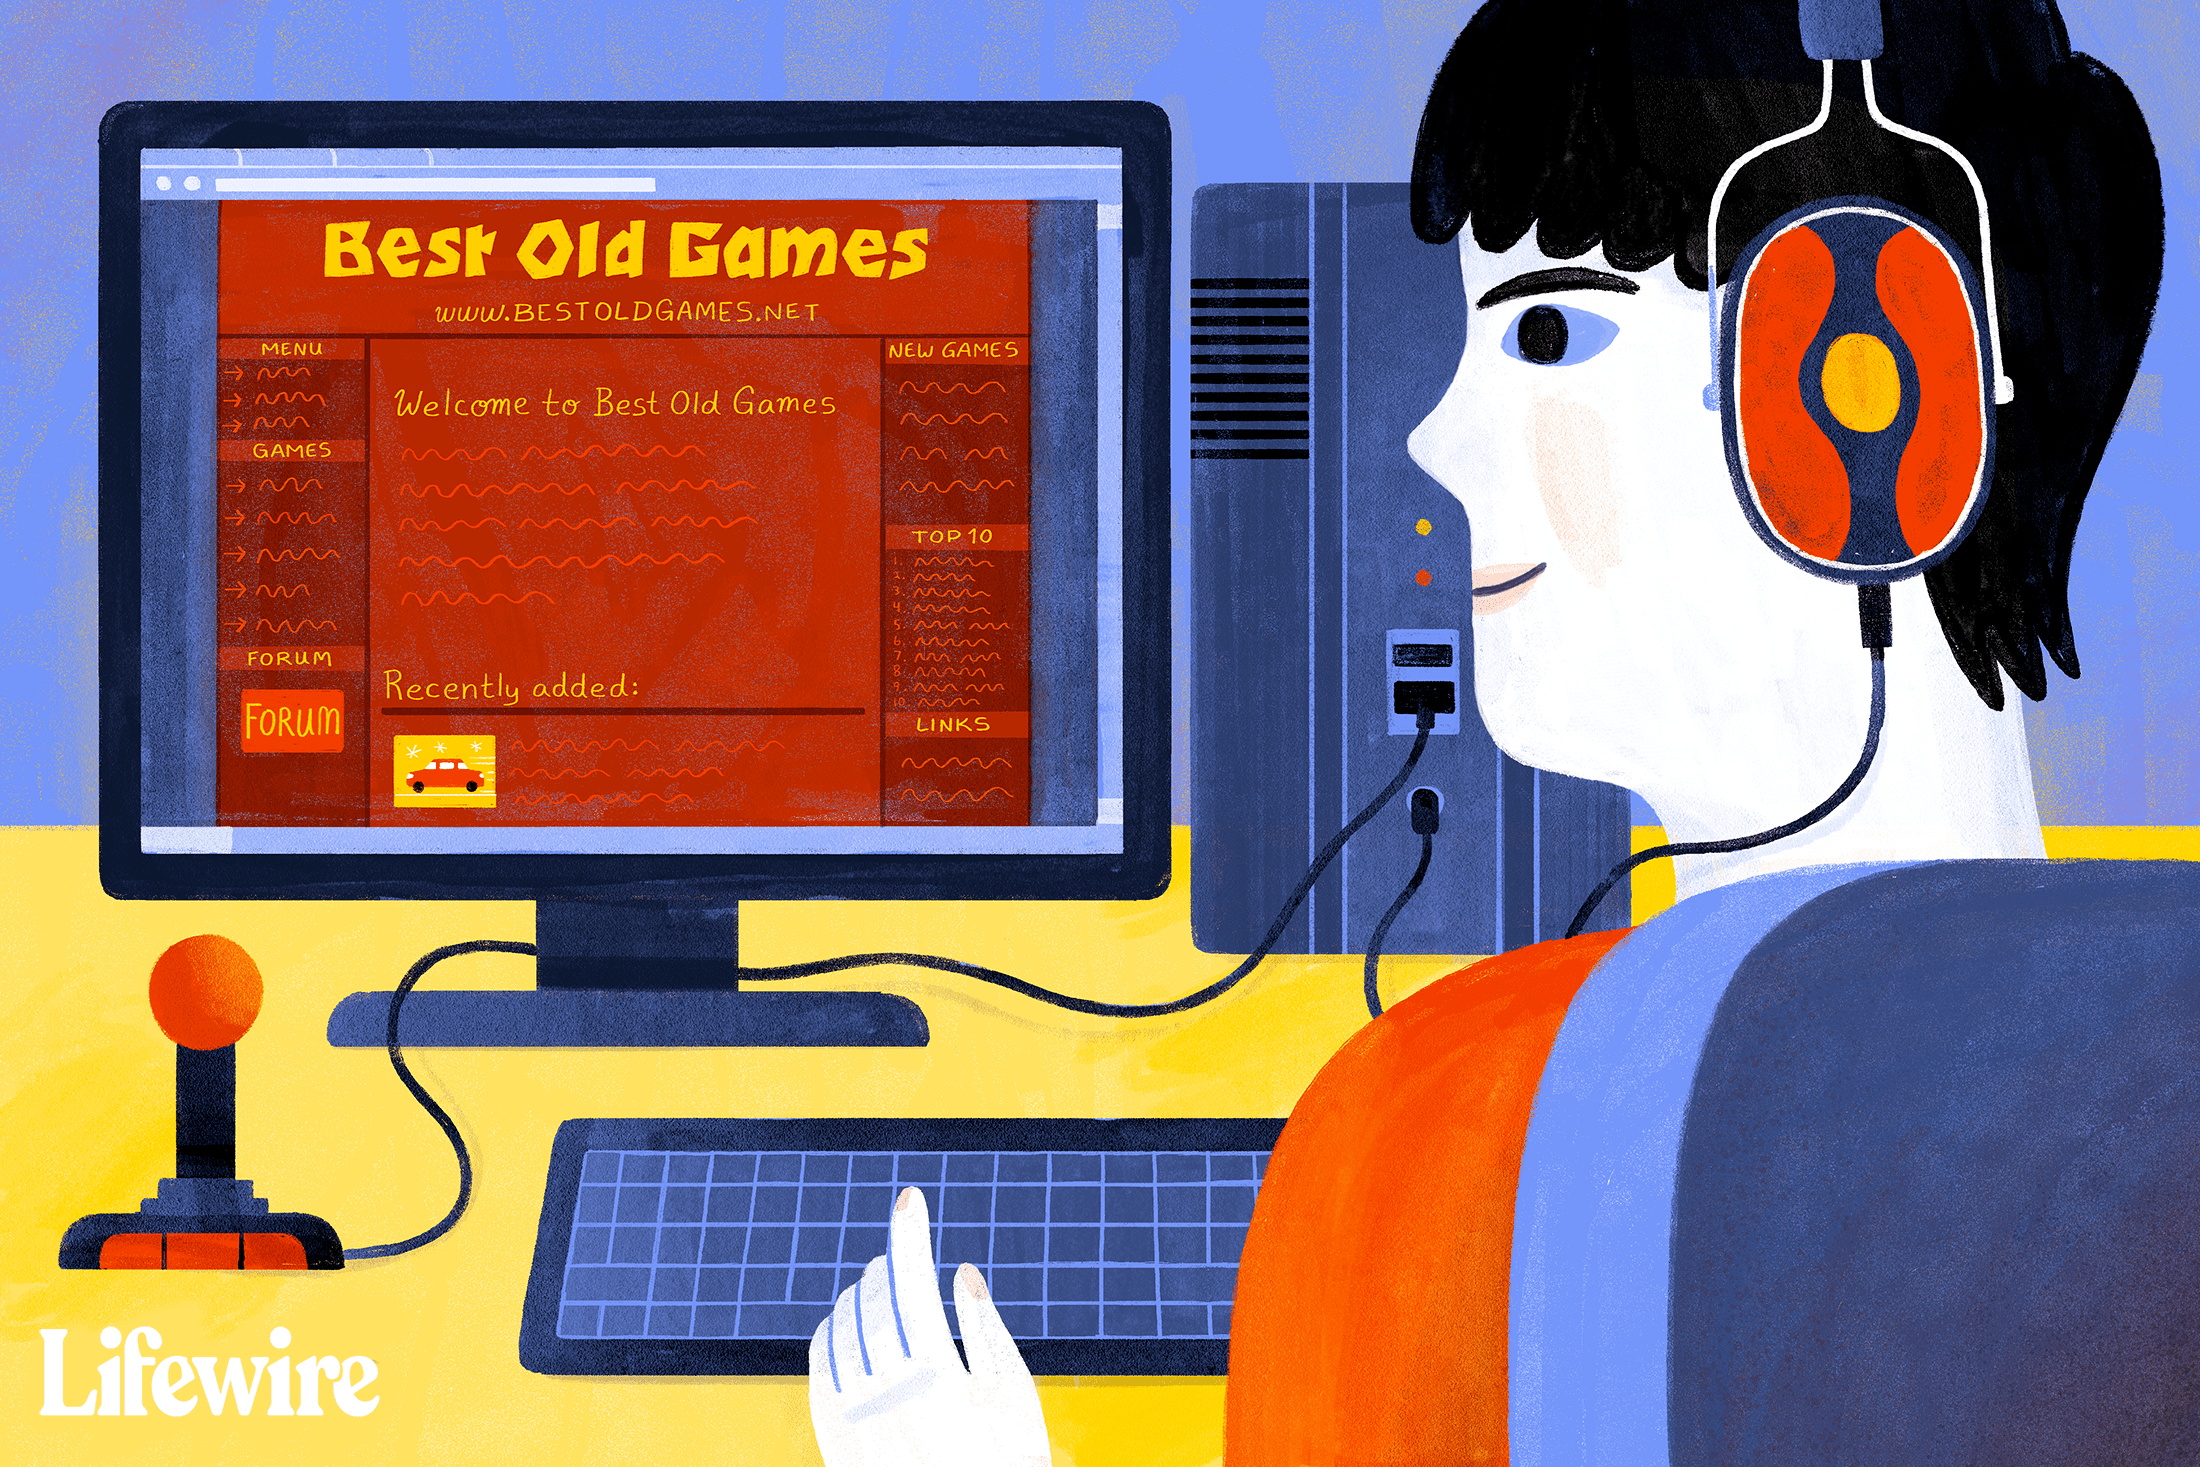 Best Old Games
www.BESTOLDGAMES.NET
MENU
GAMES
FORUM
FORUM
Welcome to Best Old Games
Recently added:
NEW GAMES
TOP 10
1.
2.
3.
4.
5.
6.
7.
8.
9.
10.
LINKS
Lifewire